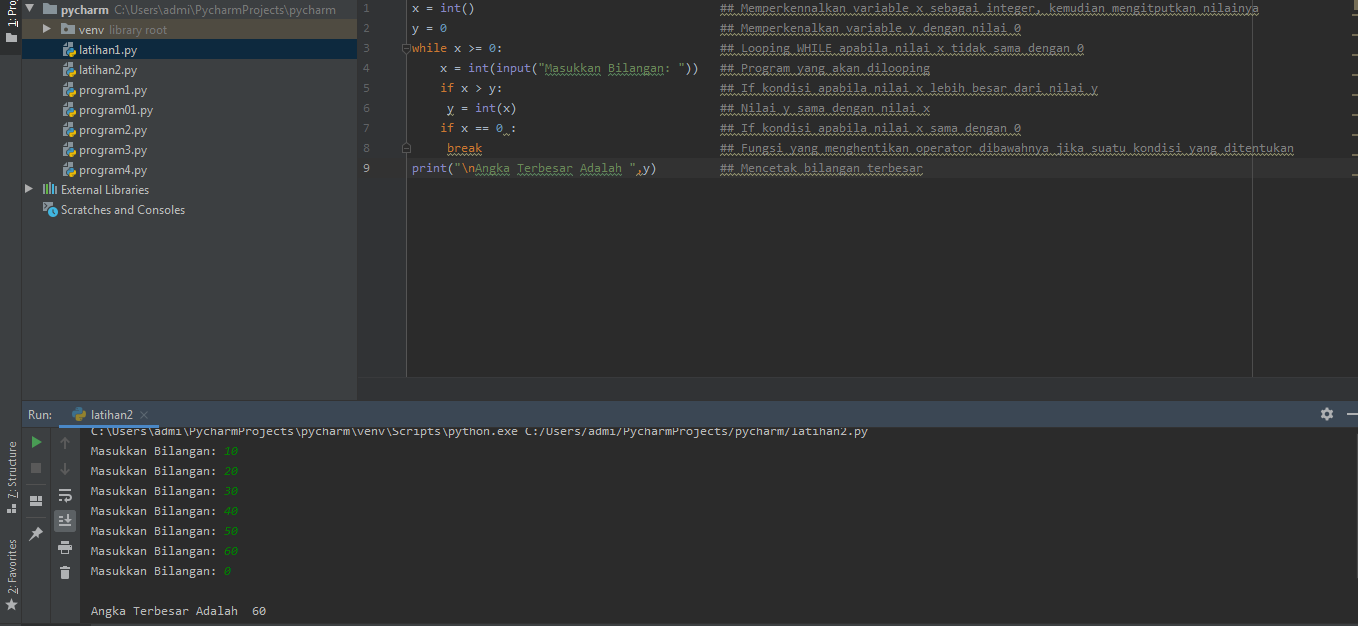 1: Pro
pycharm C:\Users\admi\PycharmProjects\pycharm
venv library root
latihan1.py
latihan2.py
program1.py
program01.py
program2.py
program3.py
program4.py
External Libraries
Scratches and Consoles
1 x = int() ## Memperkennalkan variable x sebagai integer, kemudian mengitputkan nilainya
2 y = 0 ## Memperkenalkan variable y dengan nilai 0
3 while x >= 0: ## Looping WHILE apabila nilai x tidak sama dengan 0
4 x = int(input("Masukkan Bilangan: ")) ## Program yang akan dilooping
5 if x > y: ## If kondisi apabila nilai x lebih besar dari nilai y
6 y = int(x) ## Nilai y sama dengan nilai x
7 if x == 0 : ## If kondisi apabila nilai x sama dengan 0
8 break ## Fungsi yang menghentikan operator dibawahnya jika suatu kondisi yang ditentukan
9 print("\nAngka Terbesar Adalah ",y) ## Mencetak bilangan terbesar
Run: latihan2
C:\Users\admi\PycharmProjects\pycharm\venv\Scripts\python.exe C:/Users/admi/PycharmProjects/pycharm/latihan2.py
Masukkan Bilangan: 10
Masukkan Bilangan: 20
Masukkan Bilangan: 30
Masukkan Bilangan: 40
Masukkan Bilangan: 50
Masukkan Bilangan: 60
Masukkan Bilangan: 0
Angka Terbesar Adalah 60
7: Structure
2: Favorites